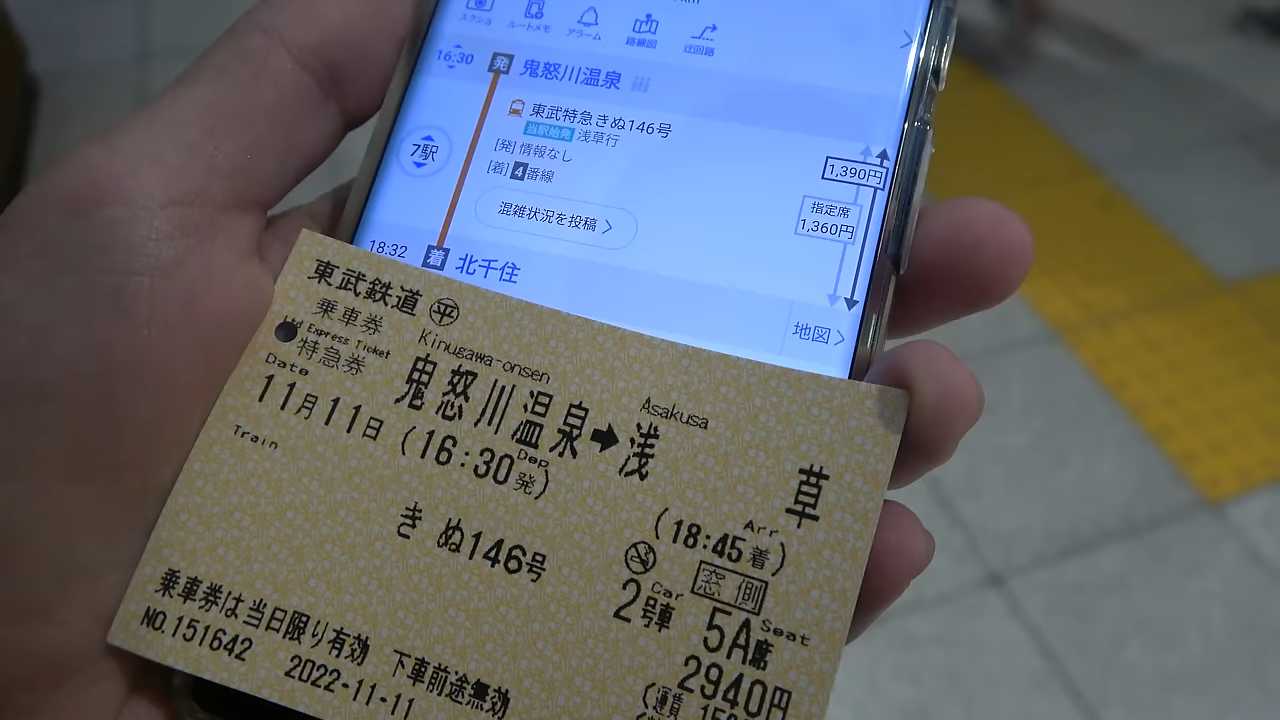 スクショ ルートメモ アラーム 路線図 迂回路
16:30 発 鬼怒川温泉
東武特急きぬ146号
当駅始発 浅草行
7駅
[発] 情報なし
[着] 4番線
1,390円
指定席
1,360円
混雑状況を投稿
18:32 着 北千住
地図
東武鉄道 平
乗車券
Ltd Express Ticket
特急券
Kinugawa-onsen Asakusa
鬼怒川温泉➡浅草
Date
11月11日 (16:30発) Dep
Arr
(18:45着)
Train
きぬ146号
窓側
Car Seat
2号車 5A席
2940円
乗車券は当日限り有効 下車前途無効
NO.151642 2022-11-11
(運賃